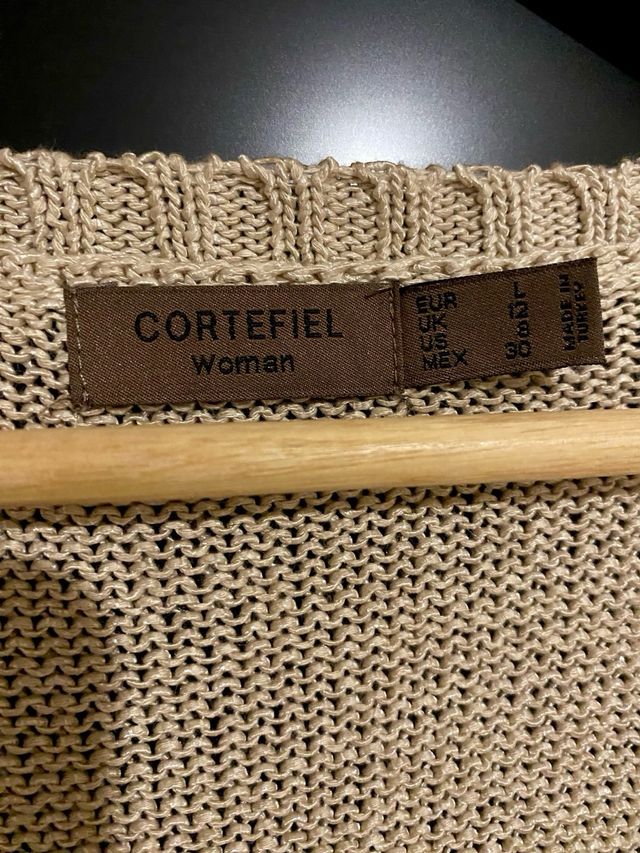 CORTEFIEL
Woman
EUR L
UK 12
US 8
MEX 30
MADE IN
TURKEY